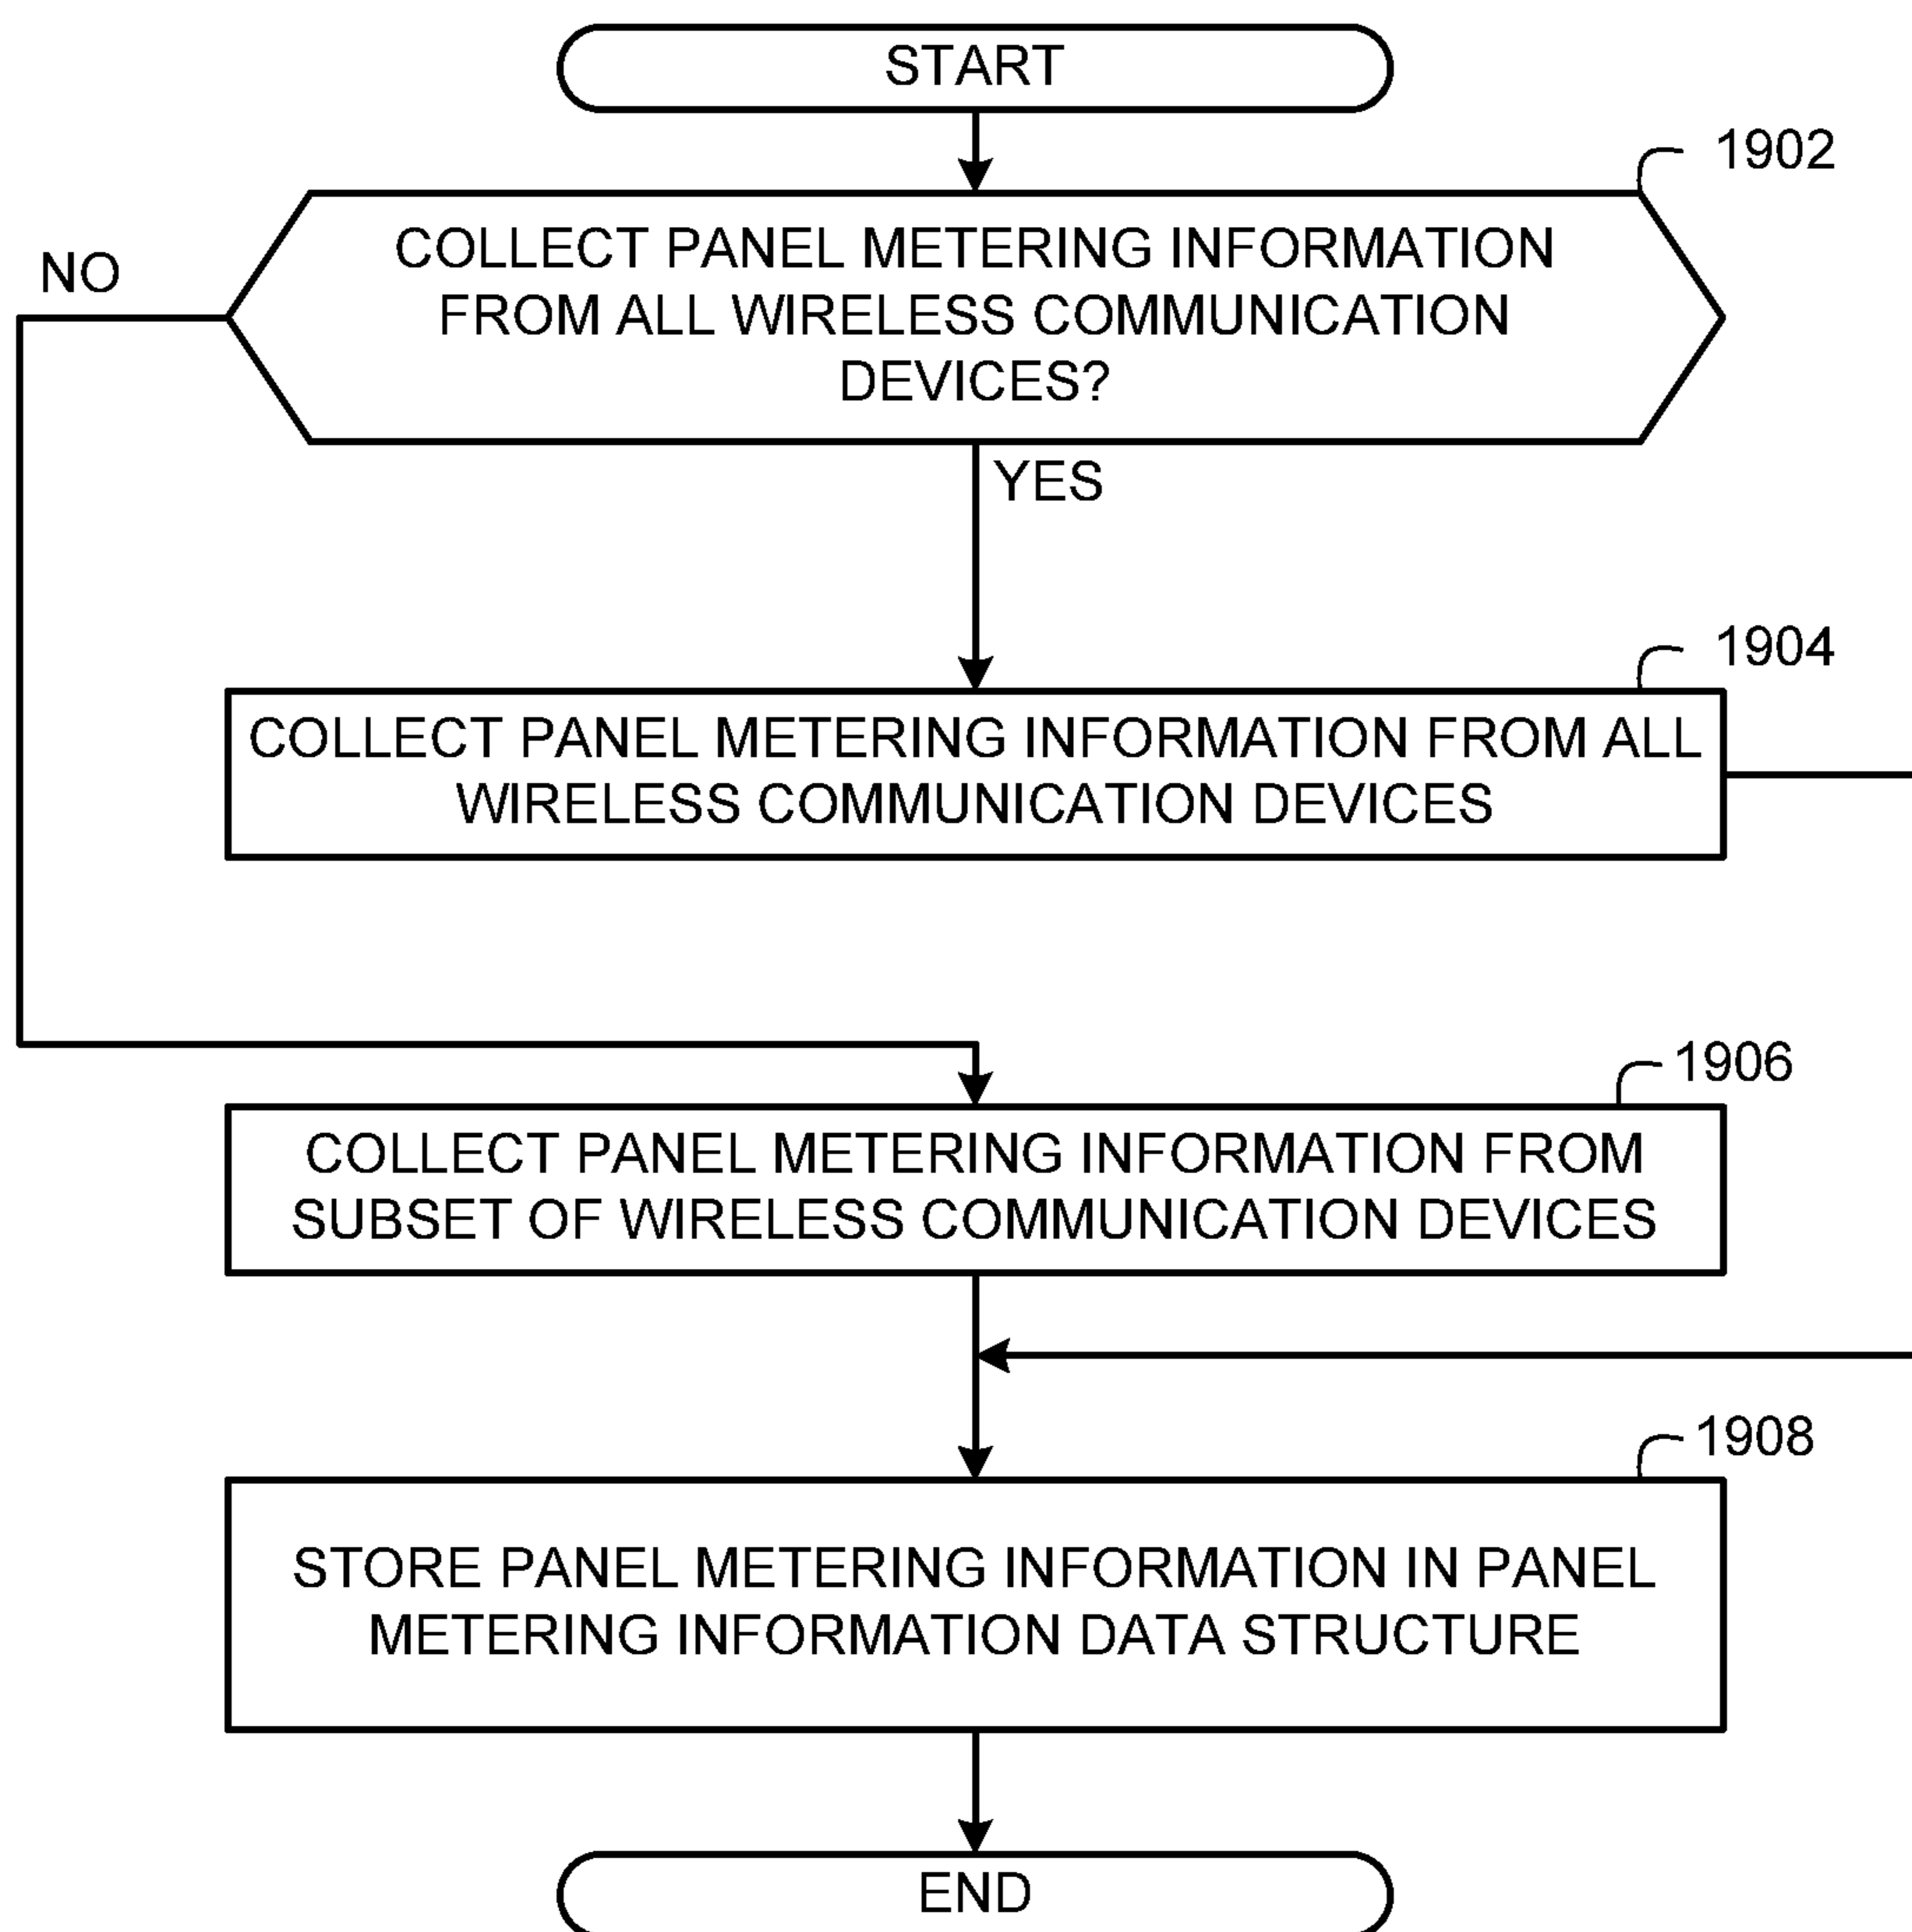 START
1902
COLLECT PANEL METERING INFORMATION
FROM ALL WIRELESS COMMUNICATION
DEVICES?
NO
YES
1904
COLLECT PANEL METERING INFORMATION FROM ALL
WIRELESS COMMUNICATION DEVICES
1906
COLLECT PANEL METERING INFORMATION FROM
SUBSET OF WIRELESS COMMUNICATION DEVICES
1908
STORE PANEL METERING INFORMATION IN PANEL
METERING INFORMATION DATA STRUCTURE
END